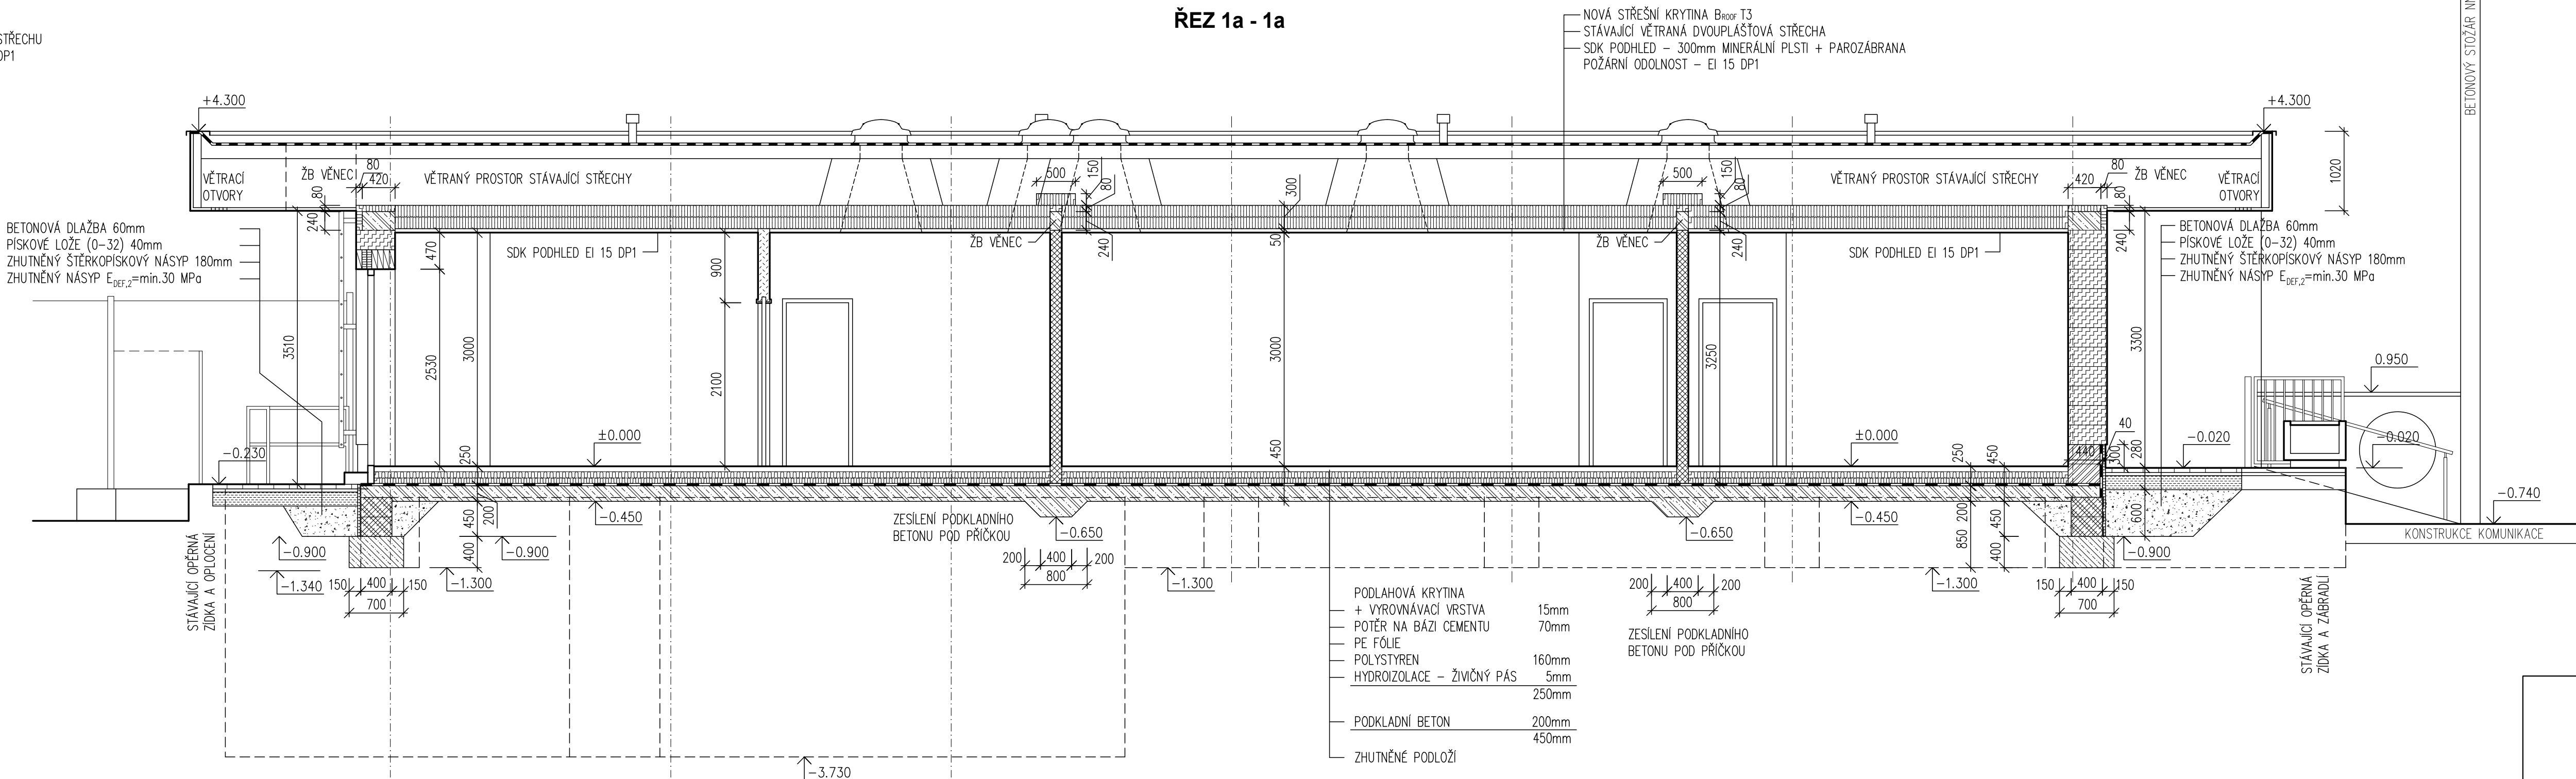 ŘEZ 1a - 1a
STŘECHU
DP1
NOVÁ STŘEŠNÍ KRYTINA BROOF T3
STÁVAJÍCÍ VĚTRANÁ DVOUPLÁŠŤOVÁ STŘECHA
SDK PODHLED – 300mm MINERÁLNÍ PLSTI + PAROZÁBRANA
POŽÁRNÍ ODOLNOST – EI 15 DP1
BETONOVÝ STOŽÁR
+4.300
+4.300
1020
VĚTRACÍ
OTVORY
ŽB VĚNEC
80
420
80
240
VĚTRANÝ PROSTOR STÁVAJÍCÍ STŘECHY
500
150
80
300
500
150
80
VĚTRANÝ PROSTOR STÁVAJÍCÍ STŘECHY
420
80
ŽB VĚNEC
80
VĚTRACÍ
OTVORY
BETONOVÁ DLAŽBA 60mm
PÍSKOVÉ LOŽE (0–32) 40mm
ZHUTNĚNÝ ŠTĚRKOPÍSKOVÝ NÁSYP 180mm
ZHUTNĚNÝ NÁSYP EDEF,2=min.30 MPa
BETONOVÁ DLAŽBA 60mm
PÍSKOVÉ LOŽE (0–32) 40mm
ZHUTNĚNÝ ŠTĚRKOPÍSKOVÝ NÁSYP 180mm
ZHUTNĚNÝ NÁSYP EDEF,2=min.30 MPa
470
SDK PODHLED EI 15 DP1
900
ŽB VĚNEC
240
50
ŽB VĚNEC
240
SDK PODHLED EI 15 DP1
240
3510
2530
3000
2100
3000
3250
3300
0.950
±0.000
±0.000
-0.230
250
450
250
450
440
300
40
280
-0.020
-0.020
-0.740
KONSTRUKCE KOMUNIKACE
450
200
400
-0.450
ZESÍLENÍ PODKLADNÍHO
BETONU POD PŘÍČKOU
-0.650
-0.650
-0.450
200
850
450
400
600
-0.900
-0.900
-0.900
-1.340
-1.300
-1.300
-1.300
150
400
150
700
200
400
200
800
200
400
200
800
150
400
150
700
STÁVAJÍCÍ OPĚRNÁ
ZÍDKA A OPLOCENÍ
STÁVAJÍCÍ OPĚRNÁ
ZÍDKA A ZÁBRADLÍ
ZESÍLENÍ PODKLADNÍHO
BETONU POD PŘÍČKOU
PODLAHOVÁ KRYTINA
+ VYROVNÁVACÍ VRSTVA 15mm
POTĚR NA BÁZI CEMENTU 70mm
PE FÓLIE
POLYSTYREN 160mm
HYDROIZOLACE – ŽIVIČNÝ PÁS 5mm
250mm
PODKLADNÍ BETON 200mm
450mm
ZHUTNĚNÉ PODLOŽÍ
-3.730